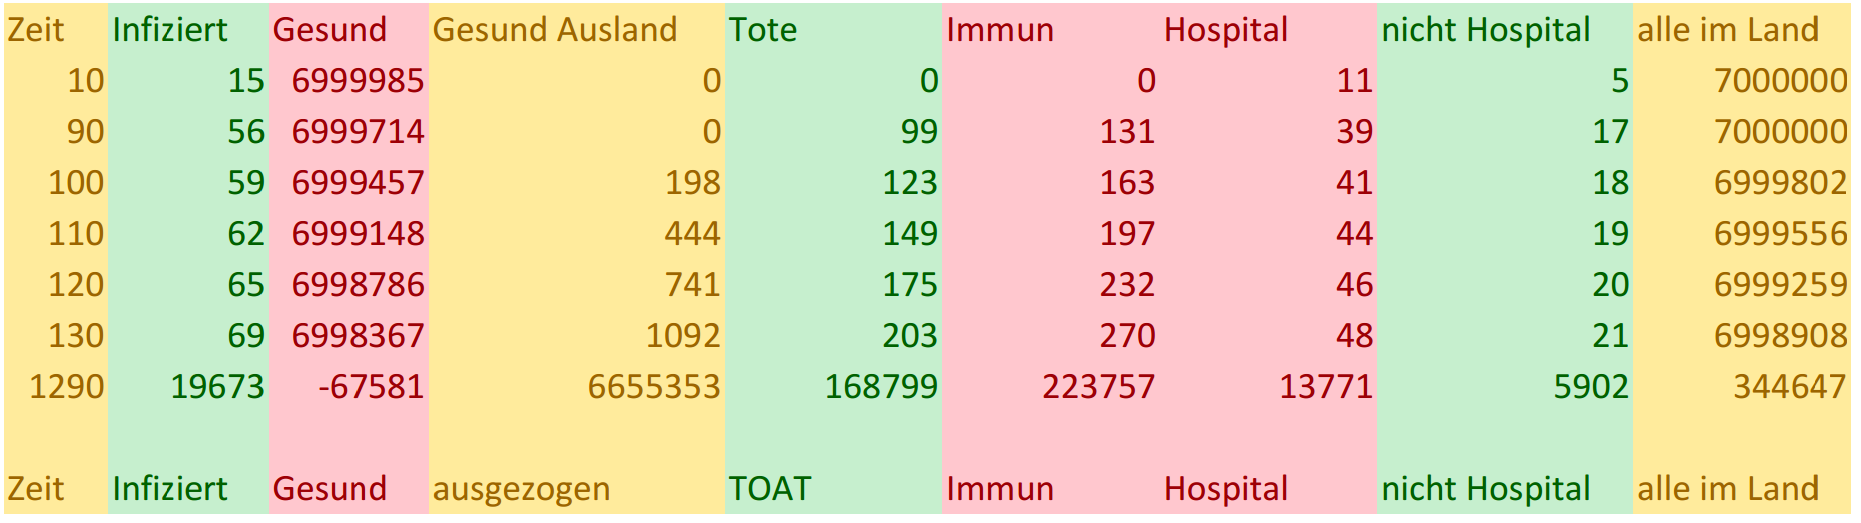 Zeit Infiziert Gesund Gesund Ausland Tote Immun Hospital nicht Hospital alle im Land
10 15 6999985 0 0 0 11 5 7000000
90 56 6999714 0 99 131 39 17 7000000
100 59 6999457 198 123 163 41 18 6999802
110 62 6999148 444 149 197 44 19 6999556
120 65 6998786 741 175 232 46 20 6999259
130 69 6998367 1092 203 270 48 21 6998908
1290 19673 -67581 6655353 168799 223757 13771 5902 344647
Zeit Infiziert Gesund ausgezogen TOAT Immun Hospital nicht Hospital alle im Land